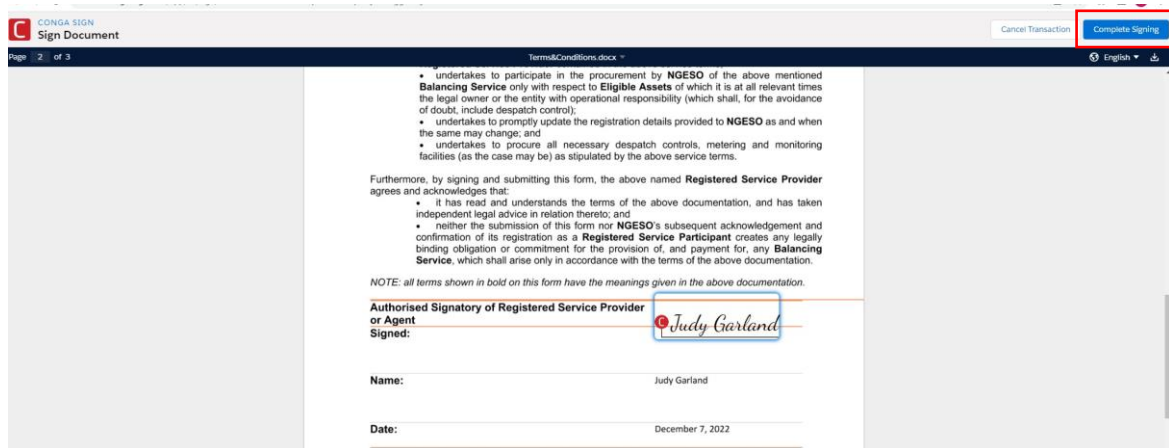 CONGA SIGN
Sign Document
Cancel Transaction
Complete Signing
Page 2 of 3
Terms&Conditions.docx
English
• undertakes to participate in the procurement by NGESO of the above mentioned
Balancing Service only with respect to Eligible Assets of which it is at all relevant times
the legal owner or the entity with operational responsibility (which shall, for the avoidance
of doubt, include despatch control);
• undertakes to promptly update the registration details provided to NGESO as and when
the same may change; and
• undertakes to procure all necessary despatch controls, metering and monitoring
facilities (as the case may be) as stipulated by the above service terms.
Furthermore, by signing and submitting this form, the above named Registered Service Provider
agrees and acknowledges that:
• it has read and understands the terms of the above documentation, and has taken
independent legal advice in relation thereto; and
• neither the submission of this form nor NGESO's subsequent acknowledgement and
confirmation of its registration as a Registered Service Participant creates any legally
binding obligation or commitment for the provision of, and payment for, any Balancing
Service, which shall arise only in accordance with the terms of the above documentation.
NOTE: all terms shown in bold on this form have the meanings given in the above documentation.
Authorised Signatory of Registered Service Provider
or Agent
Signed:
Judy Garland
Name:
Judy Garland
Date:
December 7, 2022